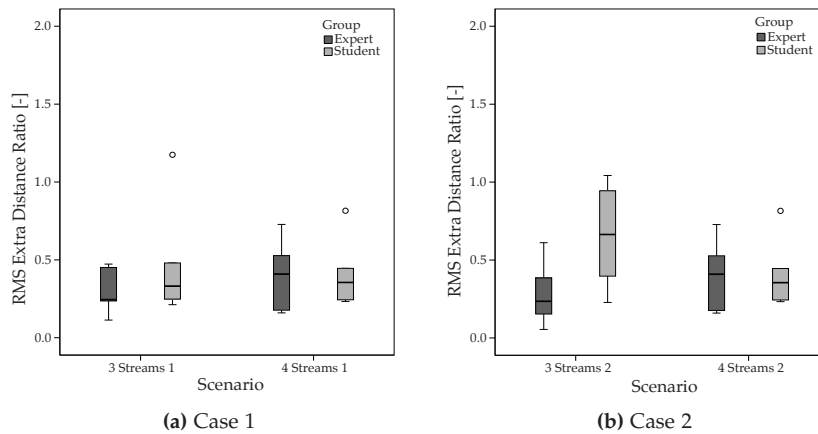 RMS Extra Distance Ratio [-]
2.0
1.5
1.0
0.5
0.0
Group
Expert
Student
3 Streams 1
4 Streams 1
Scenario
(a) Case 1
RMS Extra Distance Ratio [-]
2.0
1.5
1.0
0.5
0.0
Group
Expert
Student
3 Streams 2
4 Streams 2
Scenario
(b) Case 2